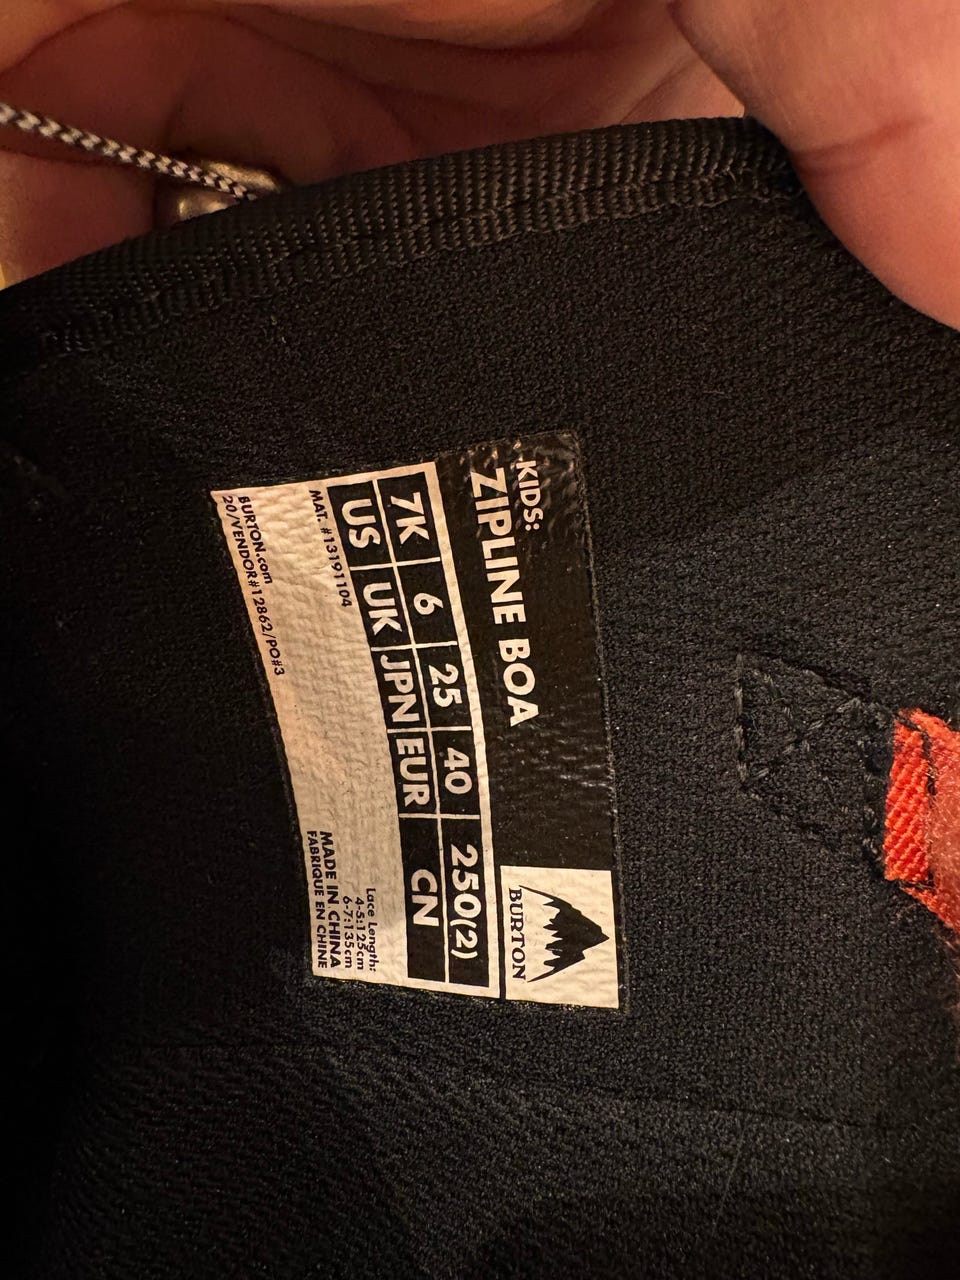 KIDS:
ZIPLINE BOA
BURTON
7K 6 25 40 250(2)
US UK JPN EUR CN
MAT. #13191104
Lace Length:
4-5:125cm
6-7:135cm
BURTON.com
20/VENDOR#12862/PO#3
MADE IN CHINA
FABRIQUE EN CHINE